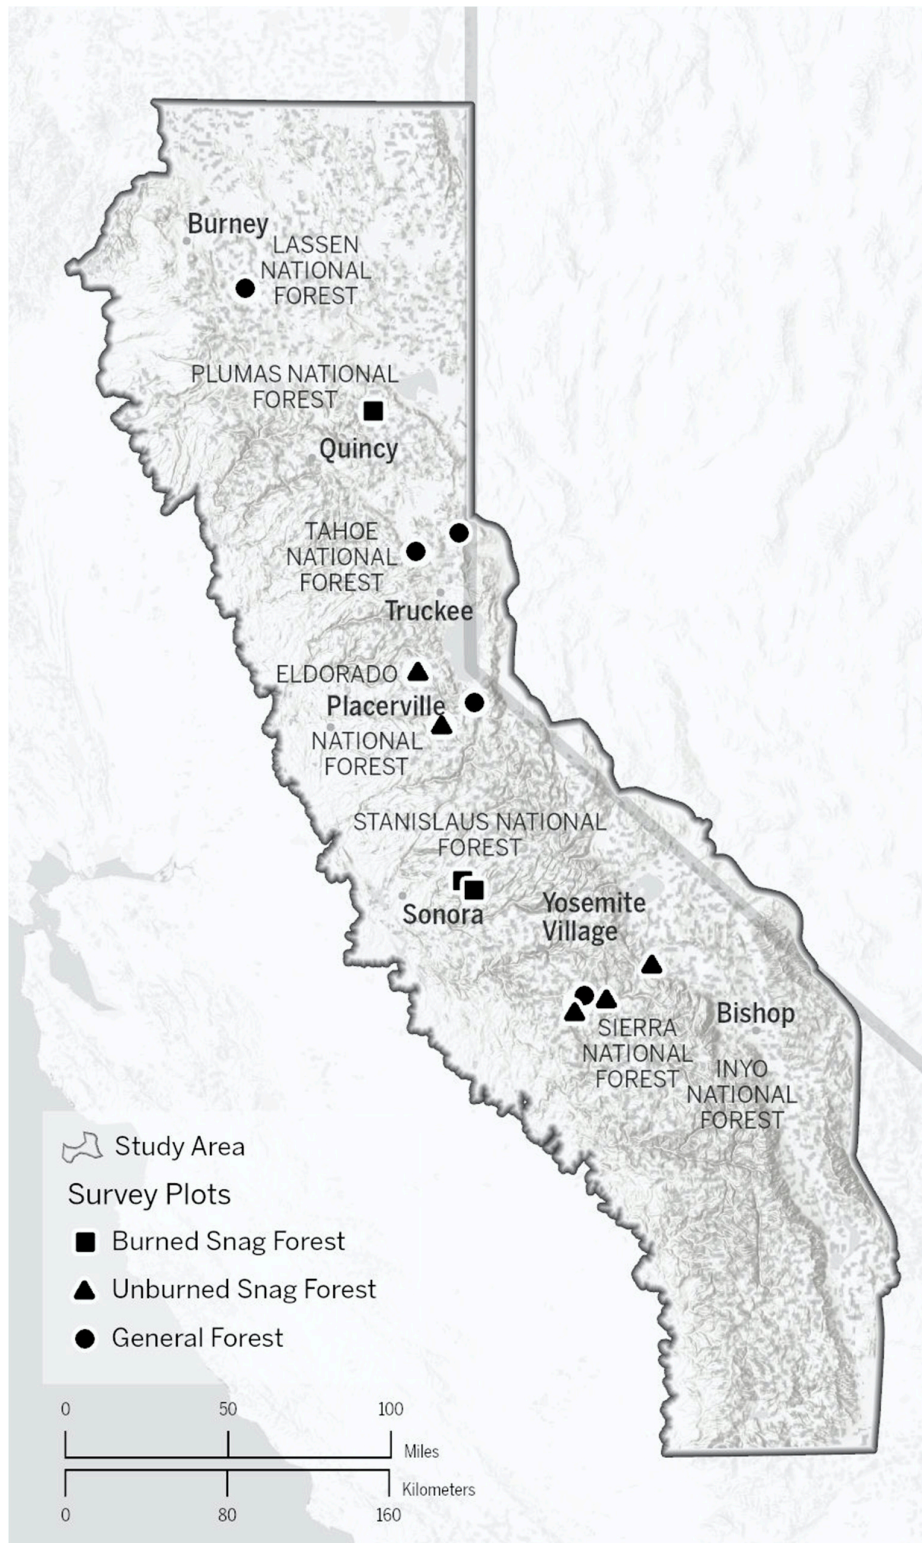 Burney
LASSEN
NATIONAL
FOREST
PLUMAS NATIONAL
FOREST
Quincy
TAHOE
NATIONAL
FOREST
Truckee
ELDORADO
Placerville
NATIONAL
FOREST
STANISLAUS NATIONAL
FOREST
Sonora
Yosemite
Village
Bishop
SIERRA
NATIONAL
FOREST
INYO
NATIONAL
FOREST
Study Area
Survey Plots
Burned Snag Forest
Unburned Snag Forest
General Forest
0 50 100
Miles
Kilometers
0 80 160